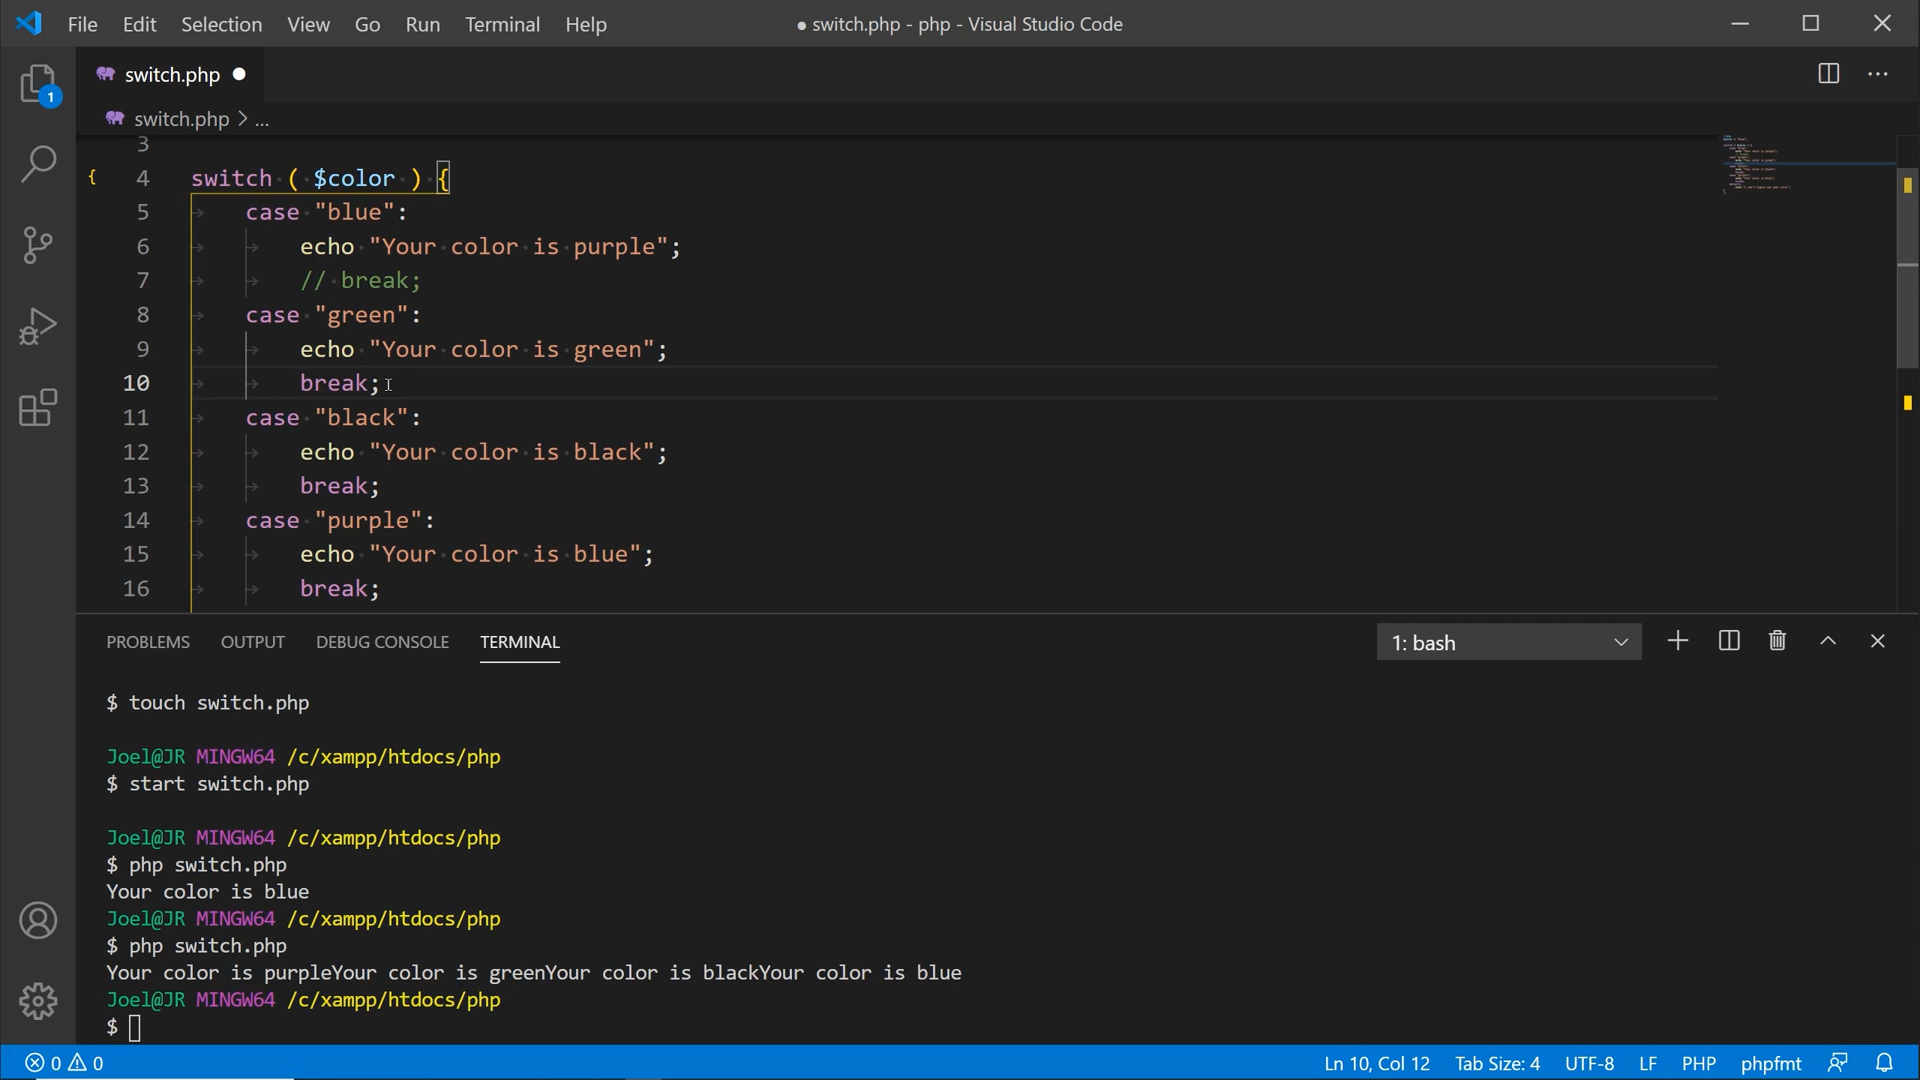 File Edit Selection View Go Run Terminal Help ● switch.php - php - Visual Studio Code
switch.php ●
switch.php > ...
1
3
4 switch ( $color ) {
5 case "blue":
6 echo "Your color is purple";
7 // break;
8 case "green":
9 echo "Your color is green";
10 break;
11 case "black":
12 echo "Your color is black";
13 break;
14 case "purple":
15 echo "Your color is blue";
16 break;
PROBLEMS OUTPUT DEBUG CONSOLE TERMINAL 1: bash
$ touch switch.php
Joel@JR MINGW64 /c/xampp/htdocs/php
$ start switch.php
Joel@JR MINGW64 /c/xampp/htdocs/php
$ php switch.php
Your color is blue
Joel@JR MINGW64 /c/xampp/htdocs/php
$ php switch.php
Your color is purpleYour color is greenYour color is blackYour color is blue
Joel@JR MINGW64 /c/xampp/htdocs/php
$
0 0 Ln 10, Col 12 Tab Size: 4 UTF-8 LF PHP phpfmt